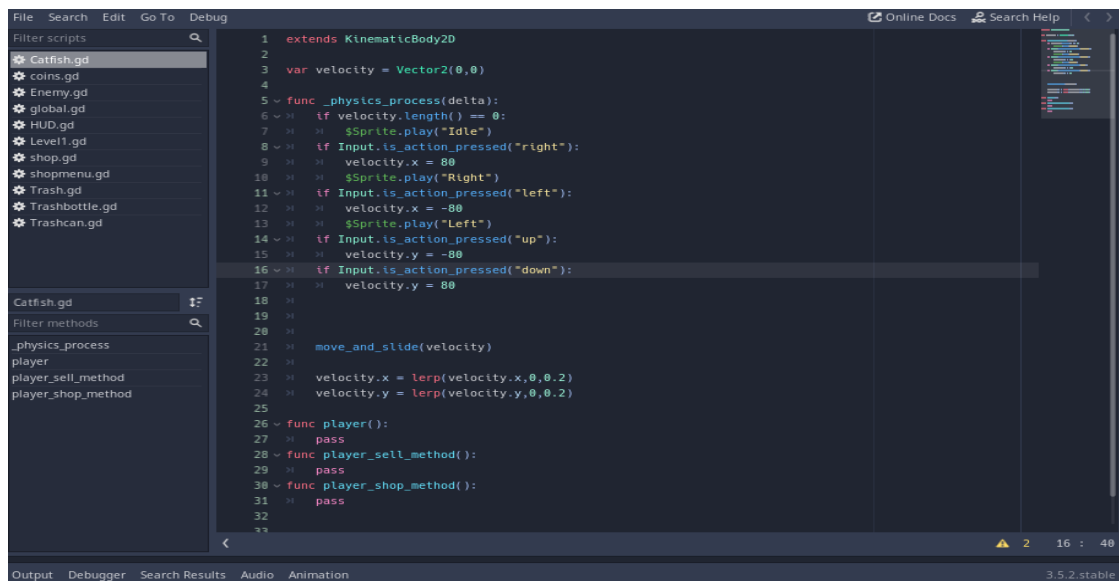 File Search Edit Go To Debug Online Docs Search Help
Filter scripts
Catfish.gd
coins.gd
Enemy.gd
global.gd
HUD.gd
Level1.gd
shop.gd
shopmenu.gd
Trash.gd
Trashbottle.gd
Trashcan.gd
Catfish.gd
Filter methods
_physics_process
player
player_sell_method
player_shop_method
1 extends KinematicBody2D
2
3 var velocity = Vector2(0,0)
4
5 func _physics_process(delta):
6 if velocity.length() == 0:
7 $Sprite.play("Idle")
8 if Input.is_action_pressed("right"):
9 velocity.x = 80
10 $Sprite.play("Right")
11 if Input.is_action_pressed("left"):
12 velocity.x = -80
13 $Sprite.play("Left")
14 if Input.is_action_pressed("up"):
15 velocity.y = -80
16 if Input.is_action_pressed("down"):
17 velocity.y = 80
18
19
20
21 move_and_slide(velocity)
22
23 velocity.x = lerp(velocity.x,0,0.2)
24 velocity.y = lerp(velocity.y,0,0.2)
25
26 func player():
27 pass
28 func player_sell_method():
29 pass
30 func player_shop_method():
31 pass
32
33
2 16 : 40
Output Debugger Search Results Audio Animation 3.5.2.stable